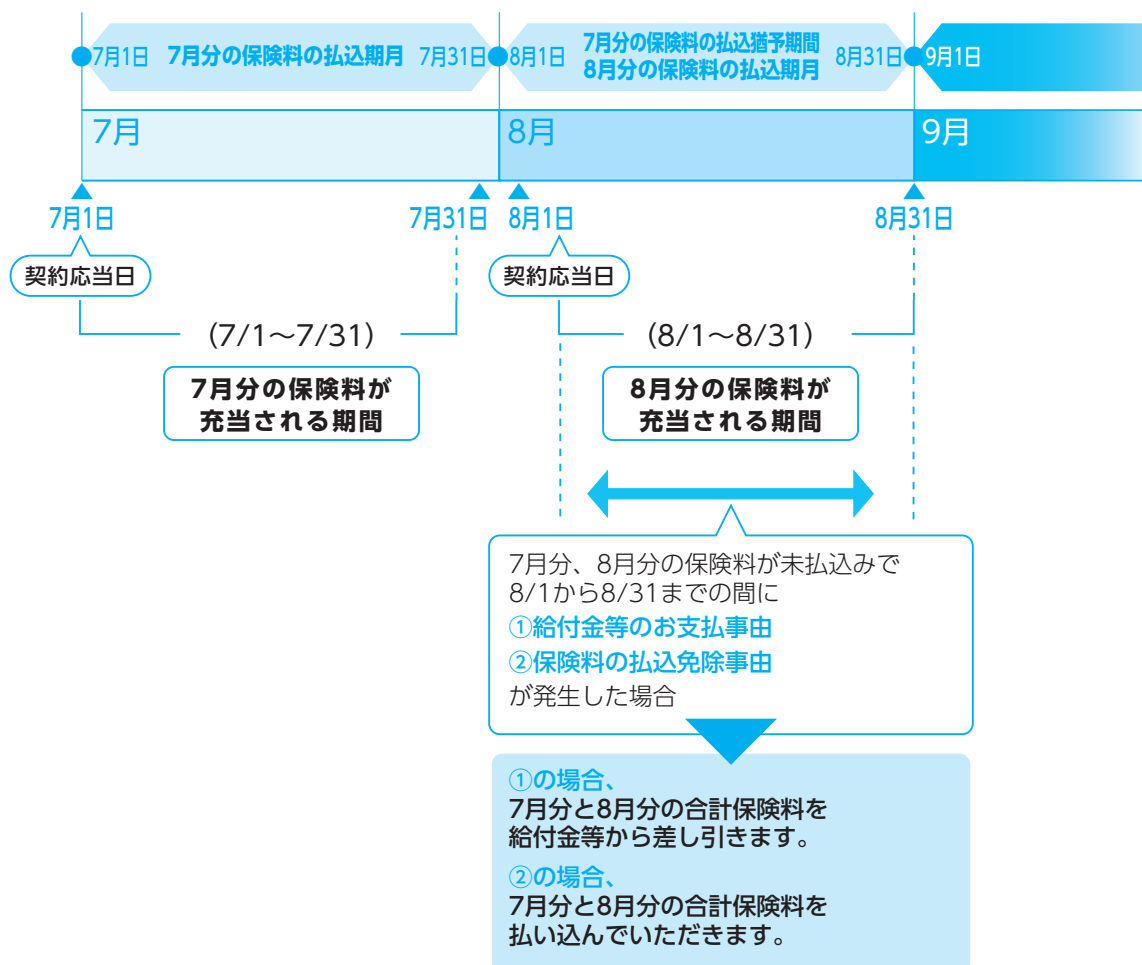 7月1日 7月分の保険料の払込期月 7月31日
8月1日 7月分の保険料の払込猶予期間
8月分の保険料の払込期月 8月31日
9月1日
7月 8月 9月
7月1日 7月31日 8月1日 8月31日
契約応当日 契約応当日
（7/1～7/31） （8/1～8/31）
7月分の保険料が
充当される期間
8月分の保険料が
充当される期間
7月分、8月分の保険料が未払込みで
8/1から8/31までの間に
①給付金等のお支払事由
②保険料の払込免除事由
が発生した場合
①の場合、
7月分と8月分の合計保険料を
給付金等から差し引きます。
②の場合、
7月分と8月分の合計保険料を
払い込んでいただきます。